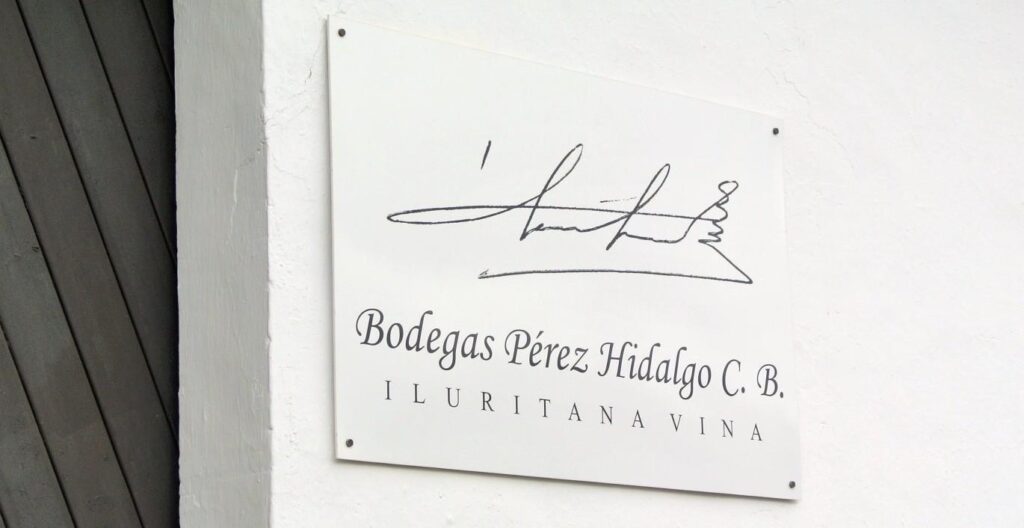 Bodegas Pérez Hidalgo C. B.
ILURITANA VINA